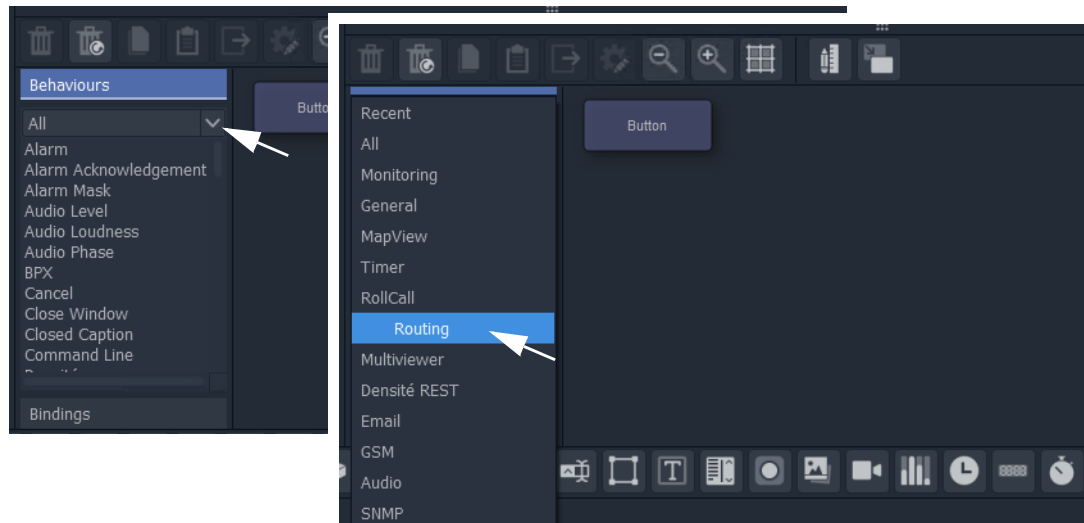 Behaviours
All
Alarm
Alarm Acknowledgement
Alarm Mask
Audio Level
Audio Loudness
Audio Phase
BPX
Cancel
Close Window
Closed Caption
Command Line
Bindings
Butto
Recent
All
Monitoring
General
MapView
Timer
RollCall
Routing
Multiviewer
Densité REST
Email
GSM
Audio
SNMP
Button